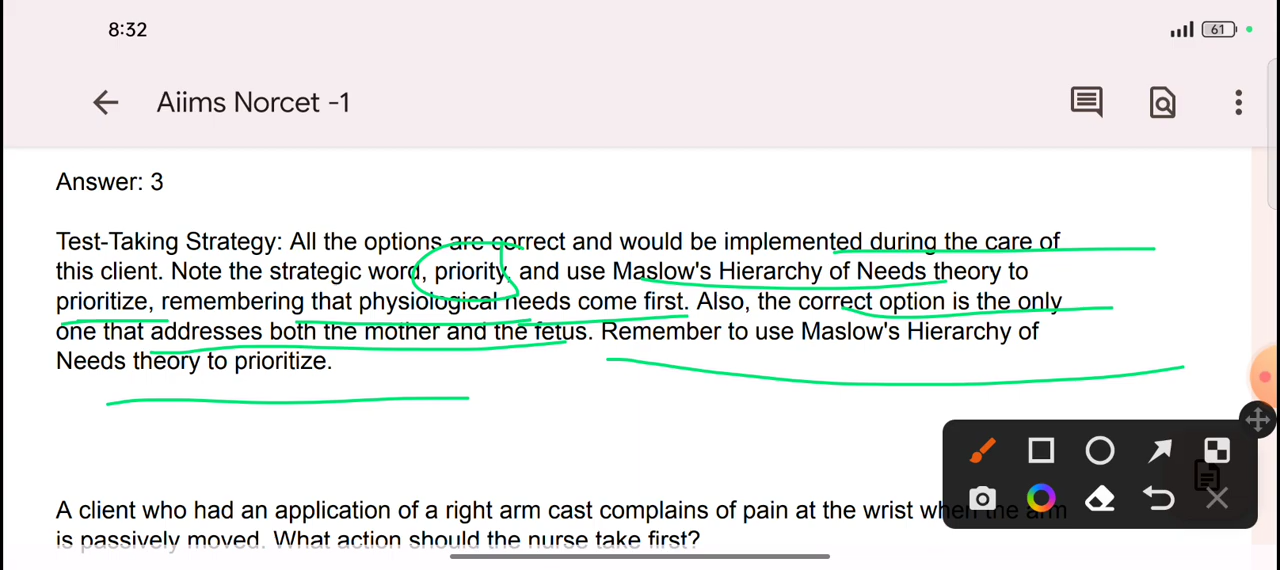 8:32
61
Aiims Norcet -1
Answer: 3
Test-Taking Strategy: All the options are correct and would be implemented during the care of
this client. Note the strategic word, priority, and use Maslow's Hierarchy of Needs theory to
prioritize, remembering that physiological needs come first. Also, the correct option is the only
one that addresses both the mother and the fetus. Remember to use Maslow's Hierarchy of
Needs theory to prioritize.
A client who had an application of a right arm cast complains of pain at the wrist when the arm
is passively moved. What action should the nurse take first?